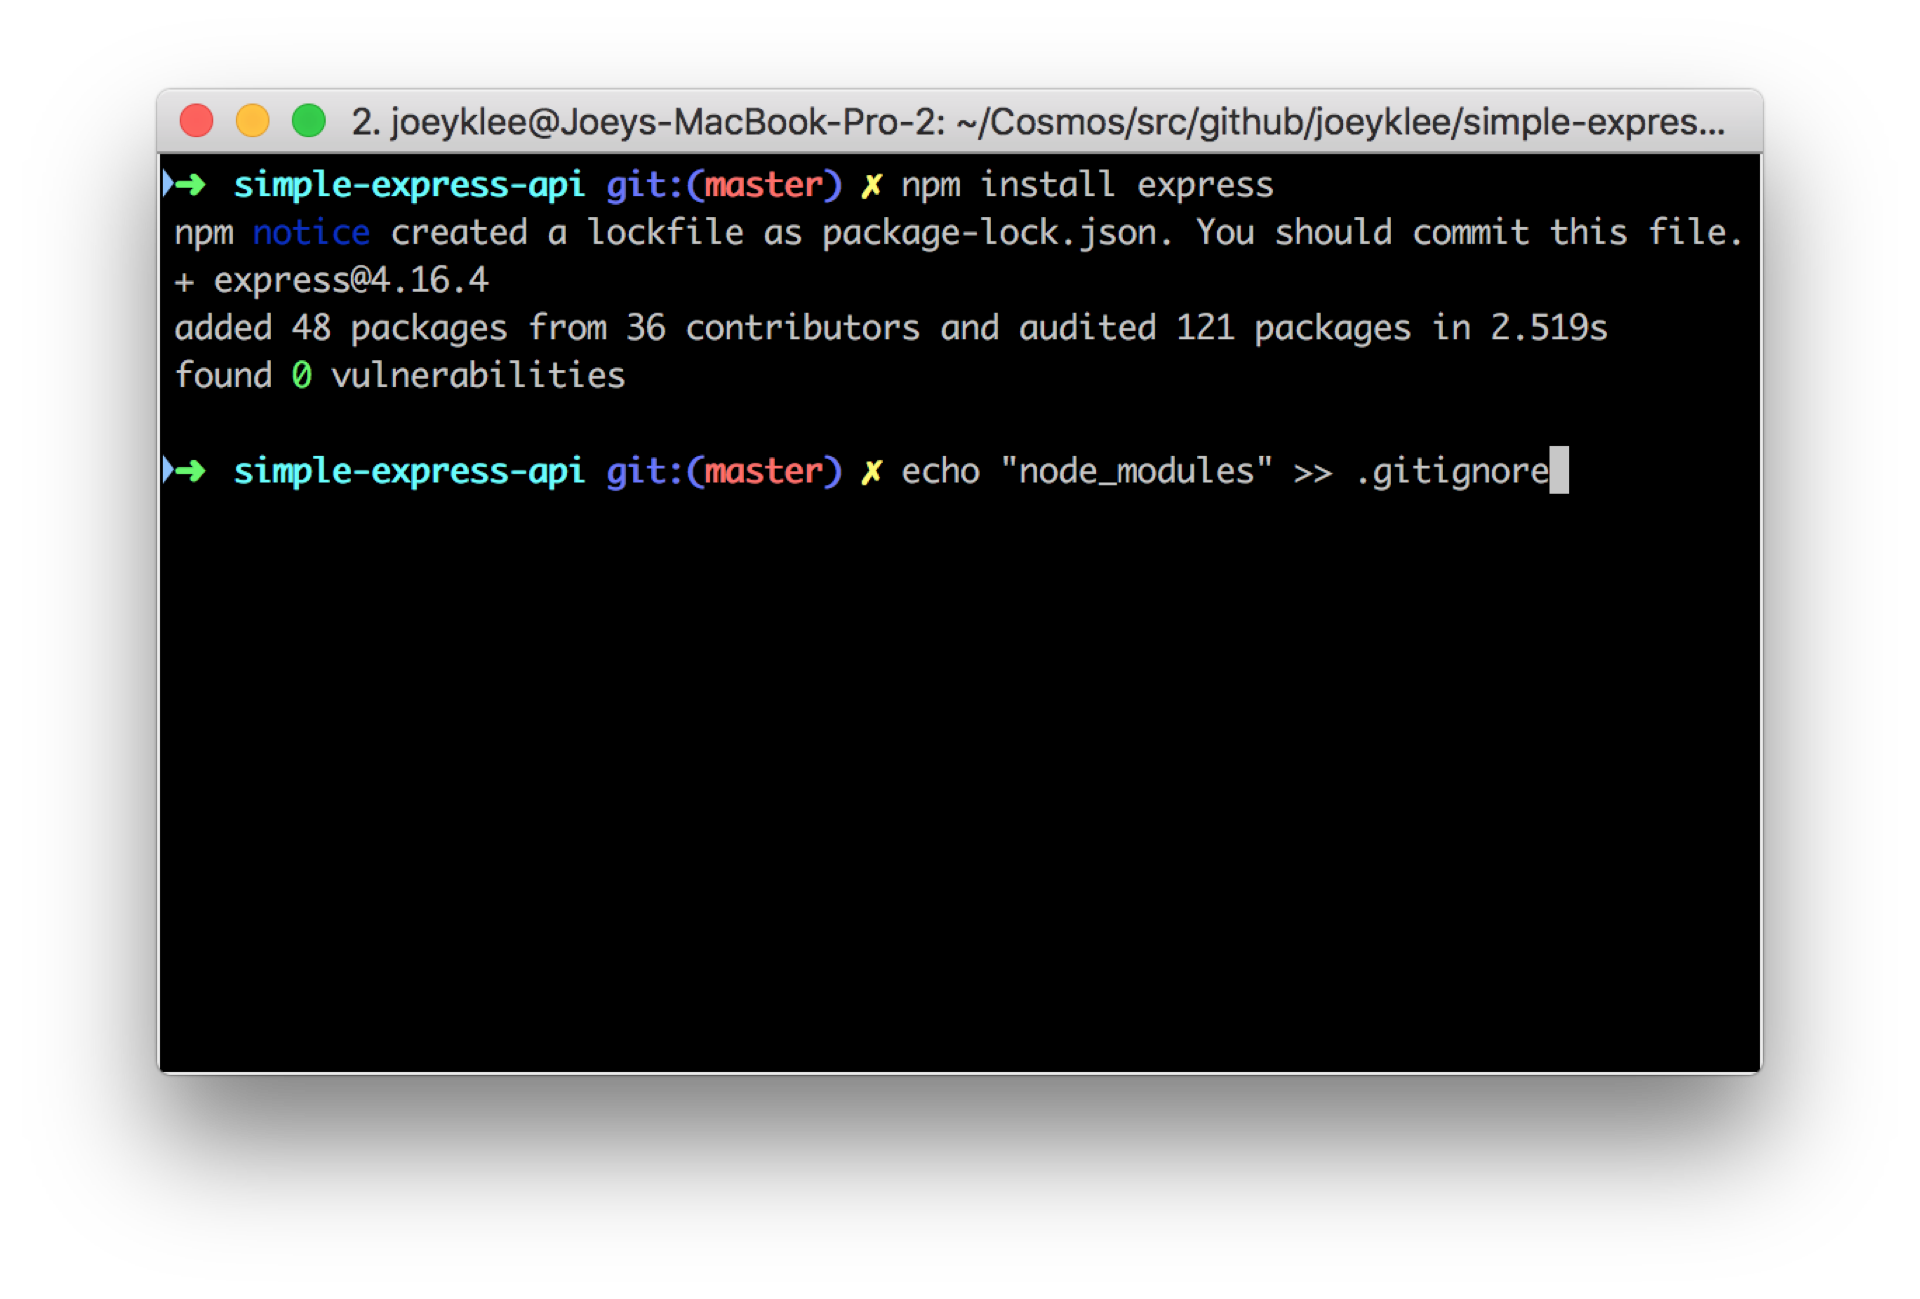 2. joeyklee@Joeys-MacBook-Pro-2: ~/Cosmos/src/github/joeyklee/simple-expres...
➜ simple-express-api git:(master) ✗ npm install express
npm notice created a lockfile as package-lock.json. You should commit this file.
+ express@4.16.4
added 48 packages from 36 contributors and audited 121 packages in 2.519s
found 0 vulnerabilities
➜ simple-express-api git:(master) ✗ echo "node_modules" >> .gitignore